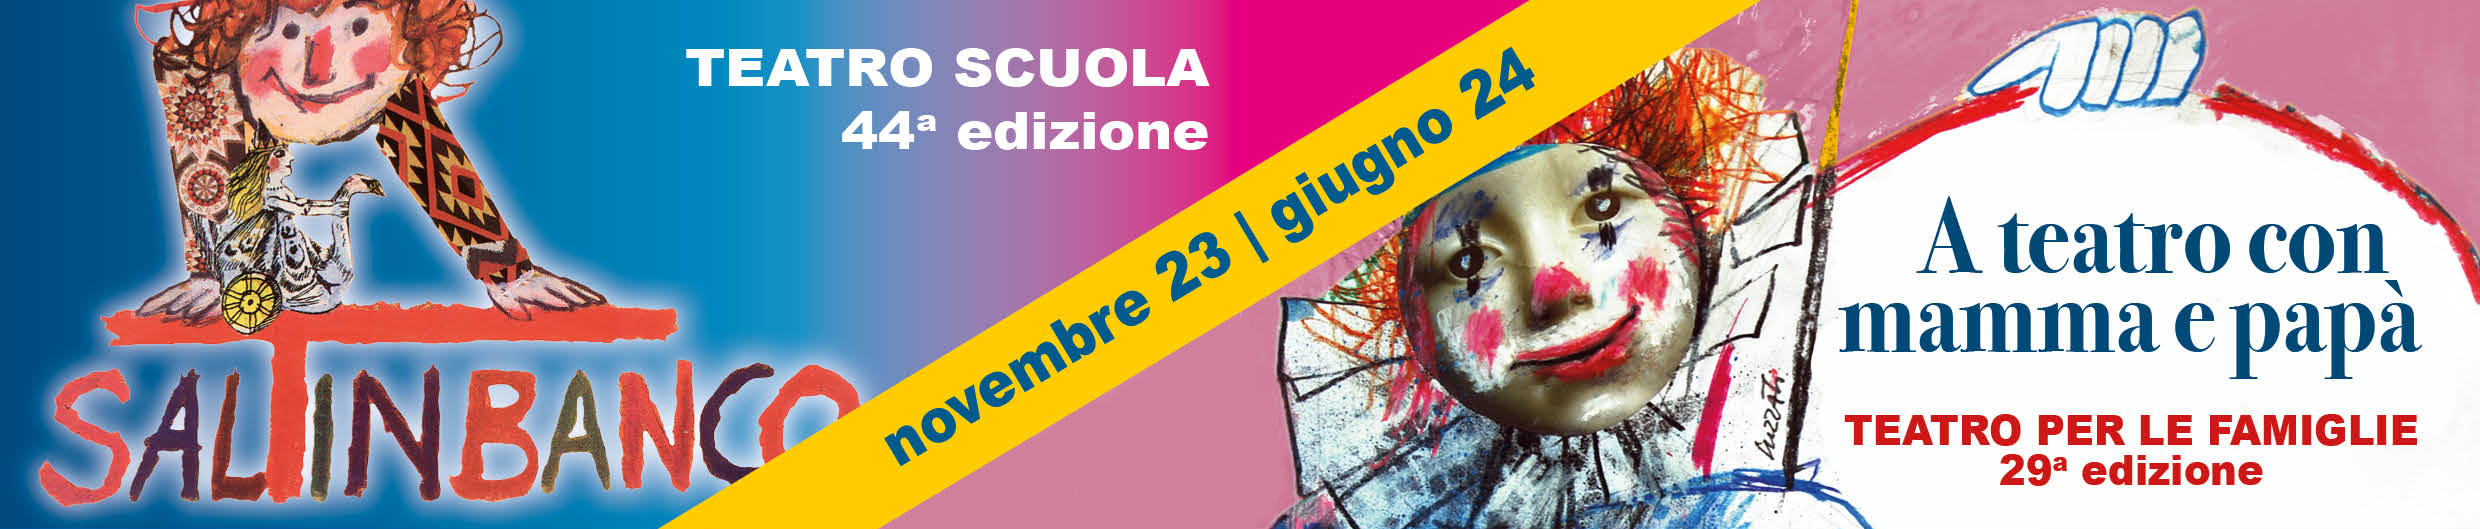 TEATRO SCUOLA
44ª edizione
SALTINBANCO
novembre 23 | giugno 24
A teatro con
mamma e papà
TEATRO PER LE FAMIGLIE
29ª edizione
Luzzati